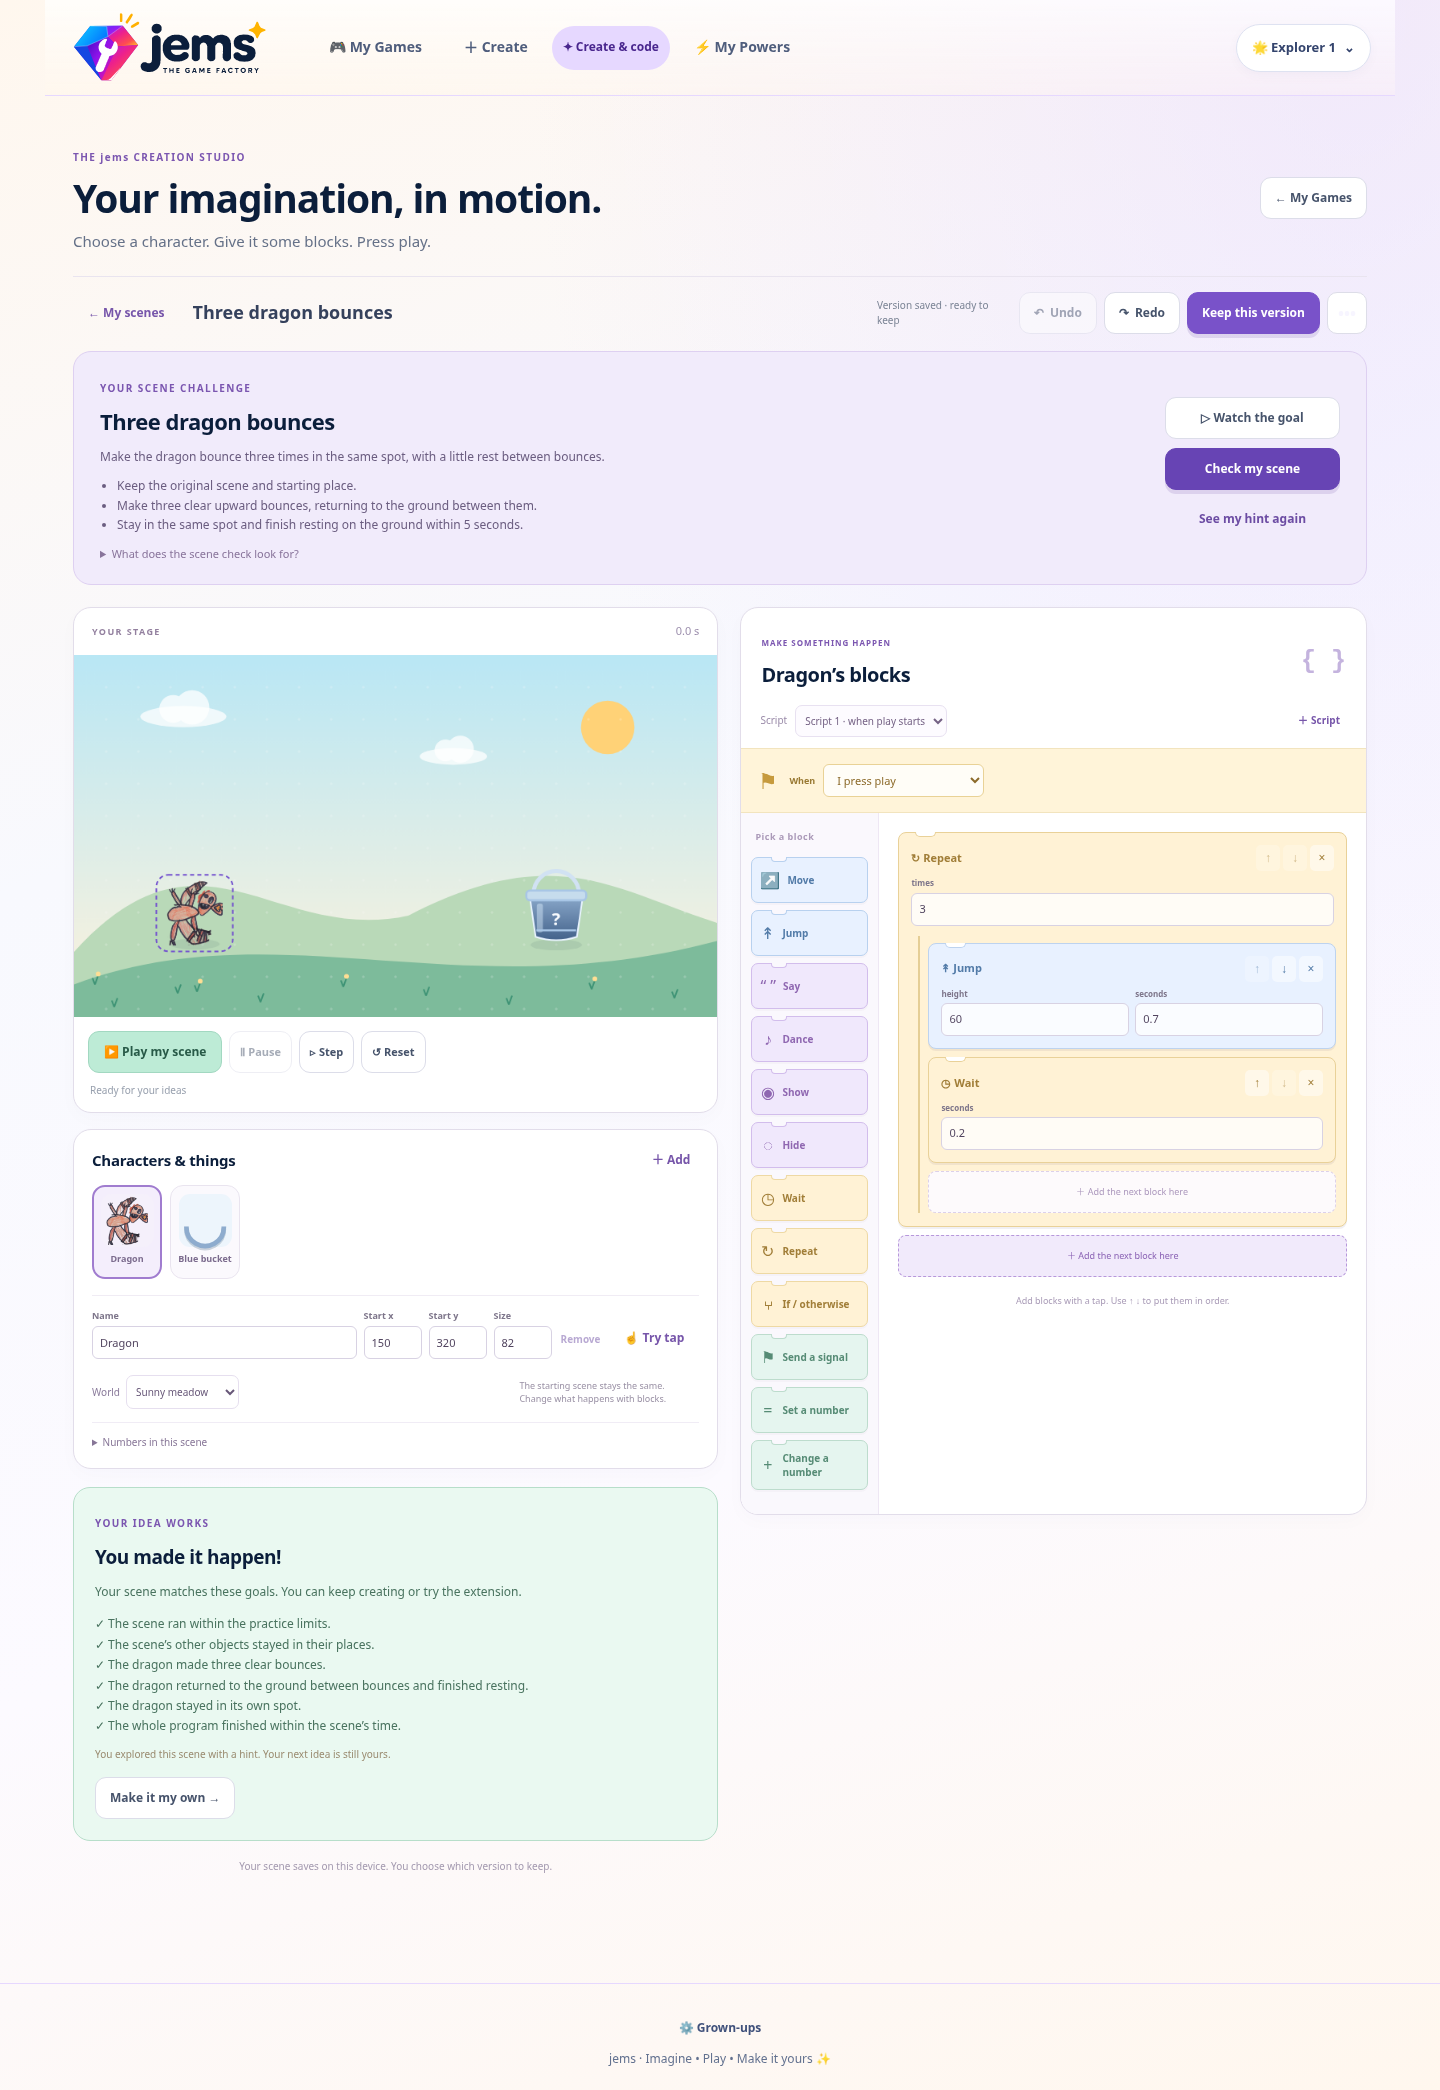 jems
THE GAME FACTORY
🎮 My Games
+ Create
✦ Create & code
⚡ My Powers
🌟 Explorer 1 ⌄
THE jems CREATION STUDIO
Your imagination, in motion.
← My Games
Choose a character. Give it some blocks. Press play.
← My scenes
Three dragon bounces
Version saved · ready to
keep
↶ Undo
↷ Redo
Keep this version
YOUR SCENE CHALLENGE
Three dragon bounces
Make the dragon bounce three times in the same spot, with a little rest between bounces.
• Keep the original scene and starting place.
• Make three clear upward bounces, returning to the ground between them.
• Stay in the same spot and finish resting on the ground within 5 seconds.
▶ What does the scene check look for?
▷ Watch the goal
Check my scene
See my hint again
YOUR STAGE
0.0 s
?
▶️ Play my scene
Ⅱ Pause
▹ Step
↺ Reset
Ready for your ideas
Characters & things
+ Add
Dragon
Blue bucket
Name
Start x
Start y
Size
Dragon
150
320
82
Remove
☝️ Try tap
World
Sunny meadow
The starting scene stays the same.
Change what happens with blocks.
▶ Numbers in this scene
YOUR IDEA WORKS
You made it happen!
Your scene matches these goals. You can keep creating or try the extension.
✓ The scene ran within the practice limits.
✓ The scene’s other objects stayed in their places.
✓ The dragon made three clear bounces.
✓ The dragon returned to the ground between bounces and finished resting.
✓ The dragon stayed in its own spot.
✓ The whole program finished within the scene’s time.
You explored this scene with a hint. Your next idea is still yours.
Make it my own →
Your scene saves on this device. You choose which version to keep.
MAKE SOMETHING HAPPEN
Dragon’s blocks
{ }
Script
Script 1 · when play starts
+ Script
⚑ When
I press play
Pick a block
↗ Move
↟ Jump
“ ” Say
♪ Dance
◉ Show
◌ Hide
◷ Wait
↻ Repeat
⑂ If / otherwise
⚑ Send a signal
= Set a number
+ Change a
number
↻ Repeat
↑ ↓ ×
times
3
↟ Jump
↑ ↓ ×
height
seconds
60
0.7
◷ Wait
↑ ↓ ×
seconds
0.2
+ Add the next block here
+ Add the next block here
Add blocks with a tap. Use ↑ ↓ to put them in order.
⚙️ Grown-ups
jems · Imagine • Play • Make it yours ✨